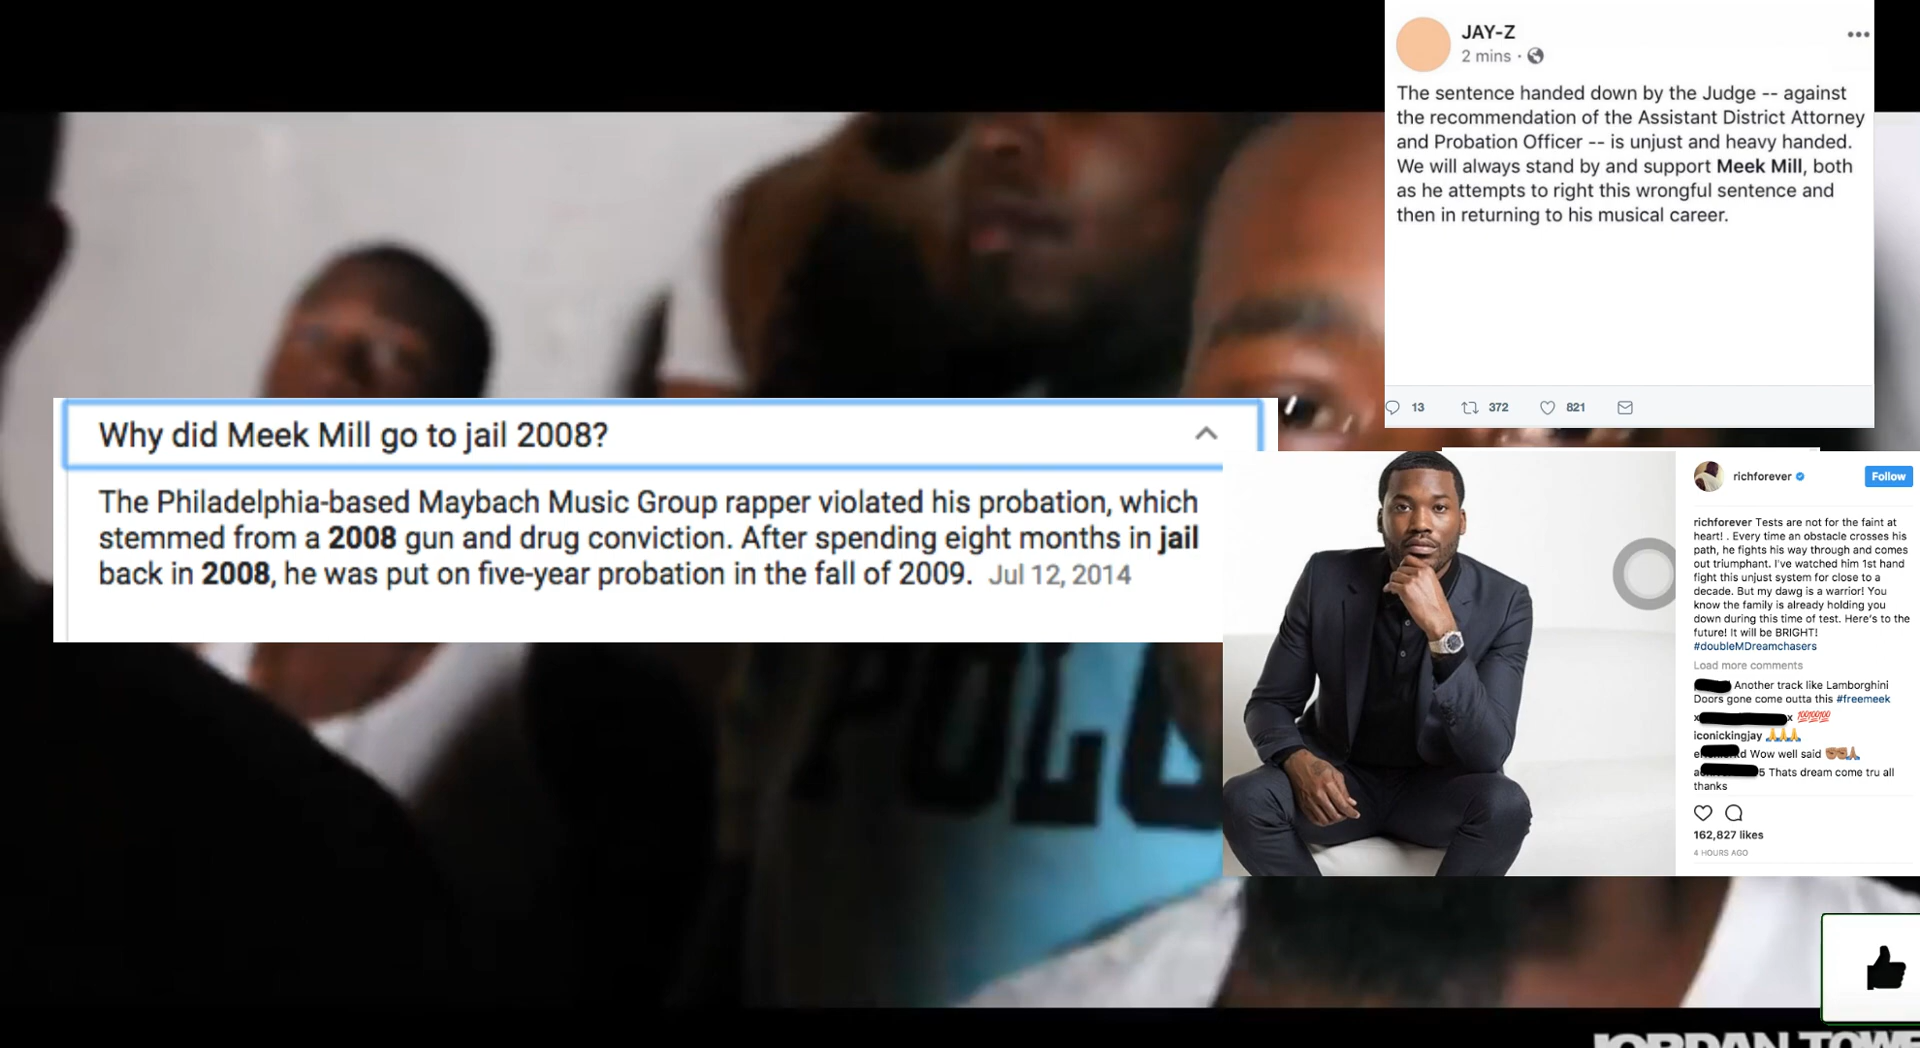 JAY-Z
2 mins ·
The sentence handed down by the Judge -- against
the recommendation of the Assistant District Attorney
and Probation Officer -- is unjust and heavy handed.
We will always stand by and support Meek Mill, both
as he attempts to right this wrongful sentence and
then in returning to his musical career.
13 372 821
Why did Meek Mill go to jail 2008?
The Philadelphia-based Maybach Music Group rapper violated his probation, which
stemmed from a 2008 gun and drug conviction. After spending eight months in jail
back in 2008, he was put on five-year probation in the fall of 2009. Jul 12, 2014
richforever Follow
richforever Tests are not for the faint at
heart! . Every time an obstacle crosses his
path, he fights his way through and comes
out triumphant. I've watched him 1st hand
fight this unjust system for close to a
decade. But my dawg is a warrior! You
know the family is already holding you
down during this time of test. Here's to the
future! It will be BRIGHT!
#doubleMDreamchasers
Load more comments
Another track like Lamborghini
Doors gone come outta this #freemeek
x x 💯💯💯
iconickingjay 🙏🙏🙏
d Wow well said
5 Thats dream come tru all
thanks
162,827 likes
4 HOURS AGO
POLO
JORDAN TOWE